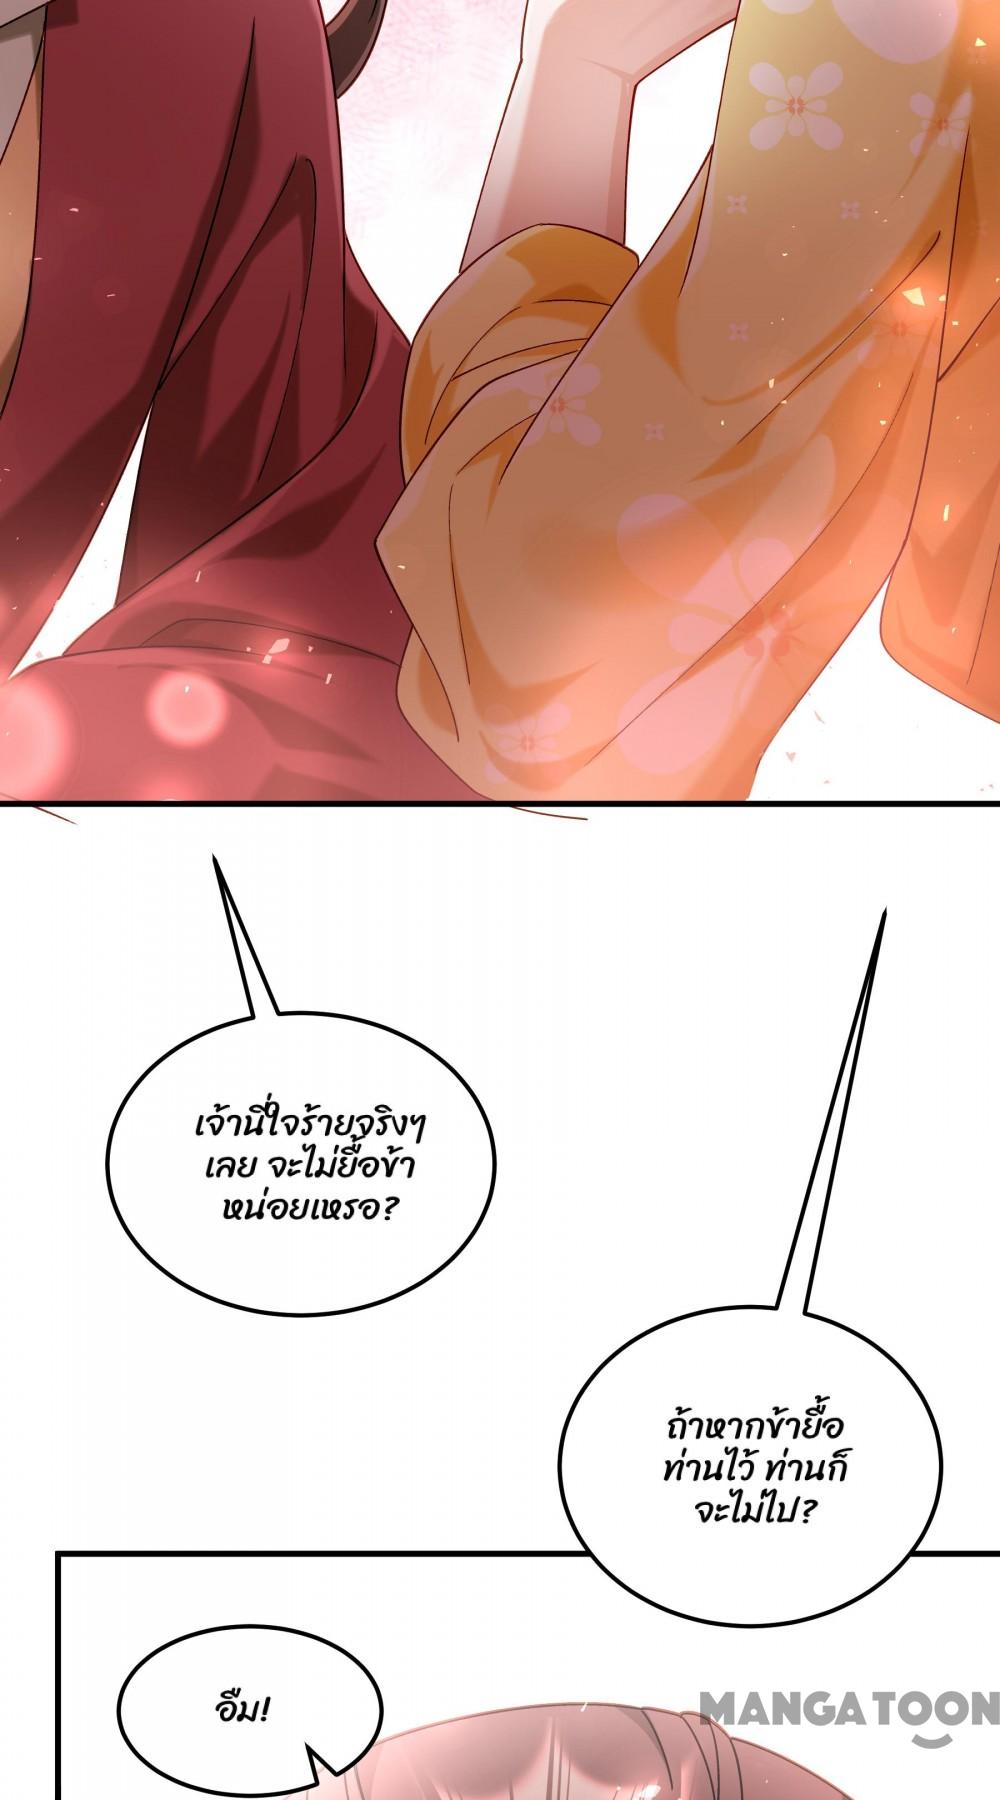 เจ้านี่ใจร้ายจริงๆ
เลย จะไม่ยื้อข้า
หน่อยเหรอ?
ถ้าหากข้ายื้อ
ท่านไว้ ท่านก็
จะไม่ไป?
อืม!
MANGATOON